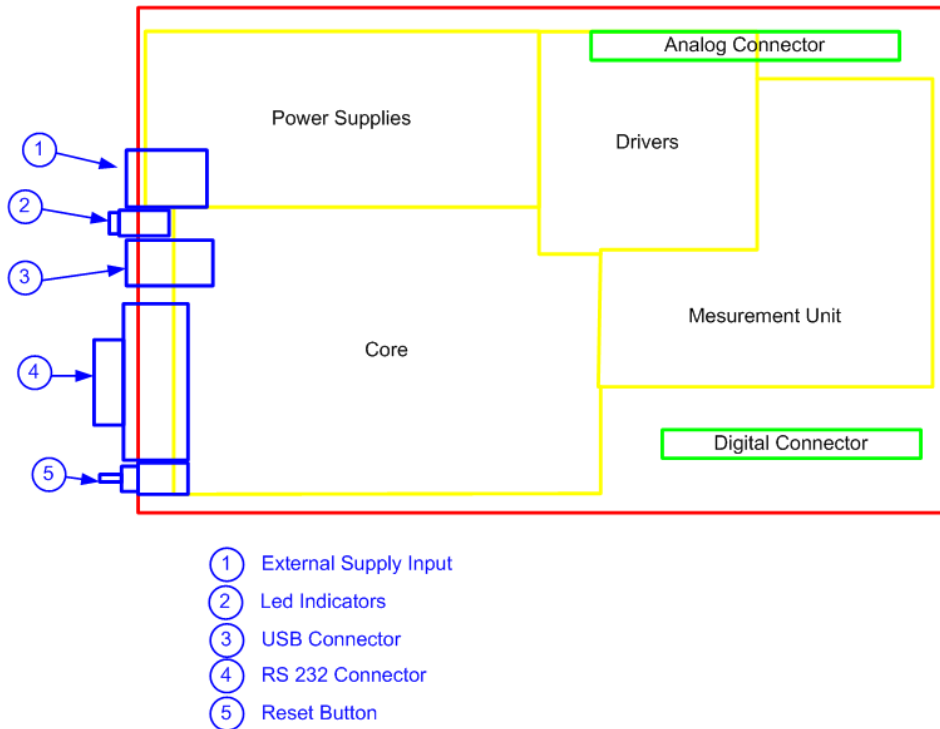 Analog Connector
Power Supplies
Drivers
1
2
3
Mesurement Unit
Core
4
Digital Connector
5
1 External Supply Input
2 Led Indicators
3 USB Connector
4 RS 232 Connector
5 Reset Button